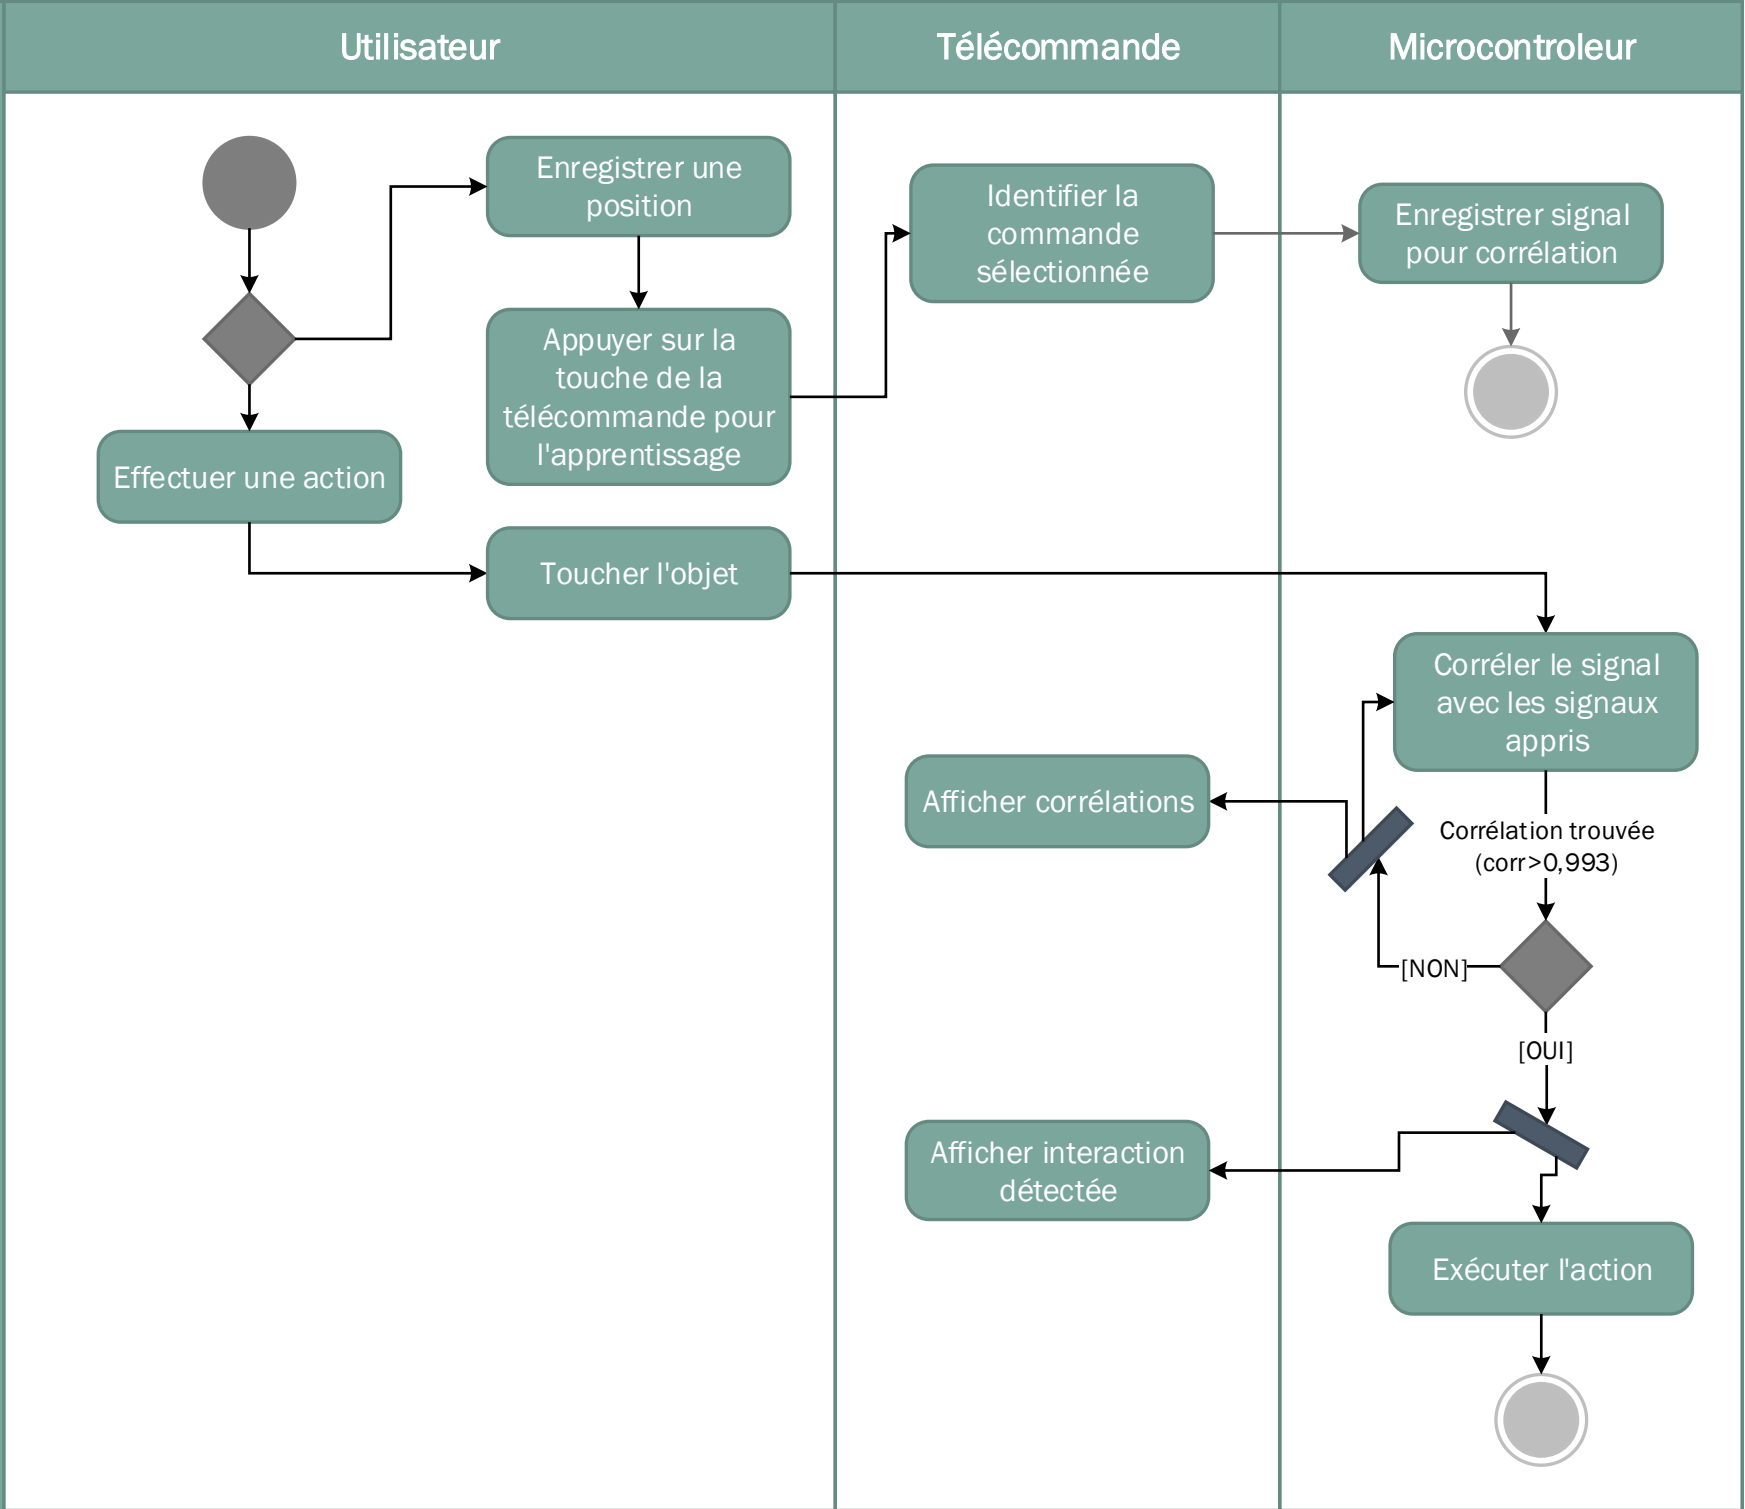 Utilisateur
Télécommande
Microcontroleur
Enregistrer une
position
Identifier la
commande
sélectionnée
Enregistrer signal
pour corrélation
Appuyer sur la
touche de la
télécommande pour
l'apprentissage
Effectuer une action
Toucher l'objet
Corréler le signal
avec les signaux
appris
Afficher corrélations
Corrélation trouvée
(corr>0,993)
[NON]
[OUI]
Afficher interaction
détectée
Exécuter l'action